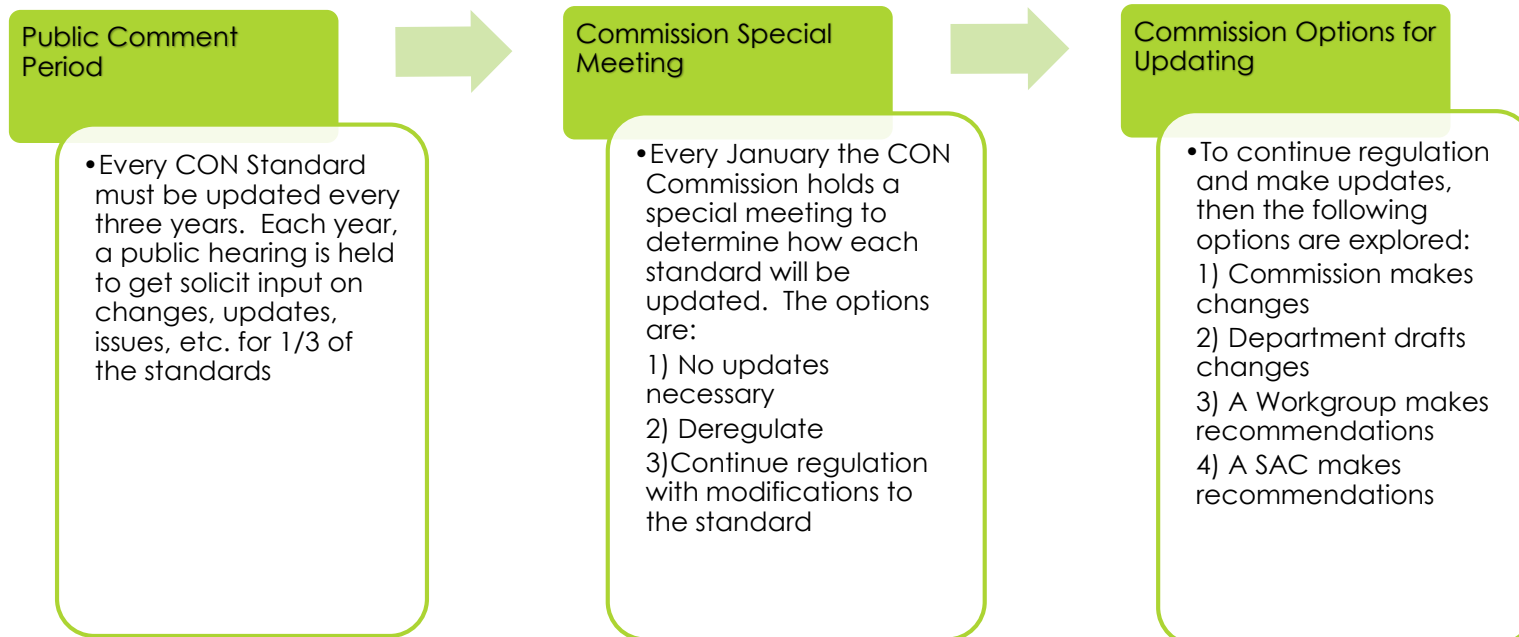 Public Comment
Period
•Every CON Standard
must be updated every
three years.  Each year,
a public hearing is held
to get solicit input on
changes, updates,
issues, etc. for 1/3 of
the standards
Commission Special
Meeting
•Every January the CON
Commission holds a
special meeting to
determine how each
standard will be
updated.  The options
are:
1) No updates
necessary
2) Deregulate
3)Continue regulation
with modifications to
the standard
Commission Options for
Updating
•To continue regulation
and make updates,
then the following
options are explored:
1) Commission makes
changes
2) Department drafts
changes
3) A Workgroup makes
recommendations
4) A SAC makes
recommendations